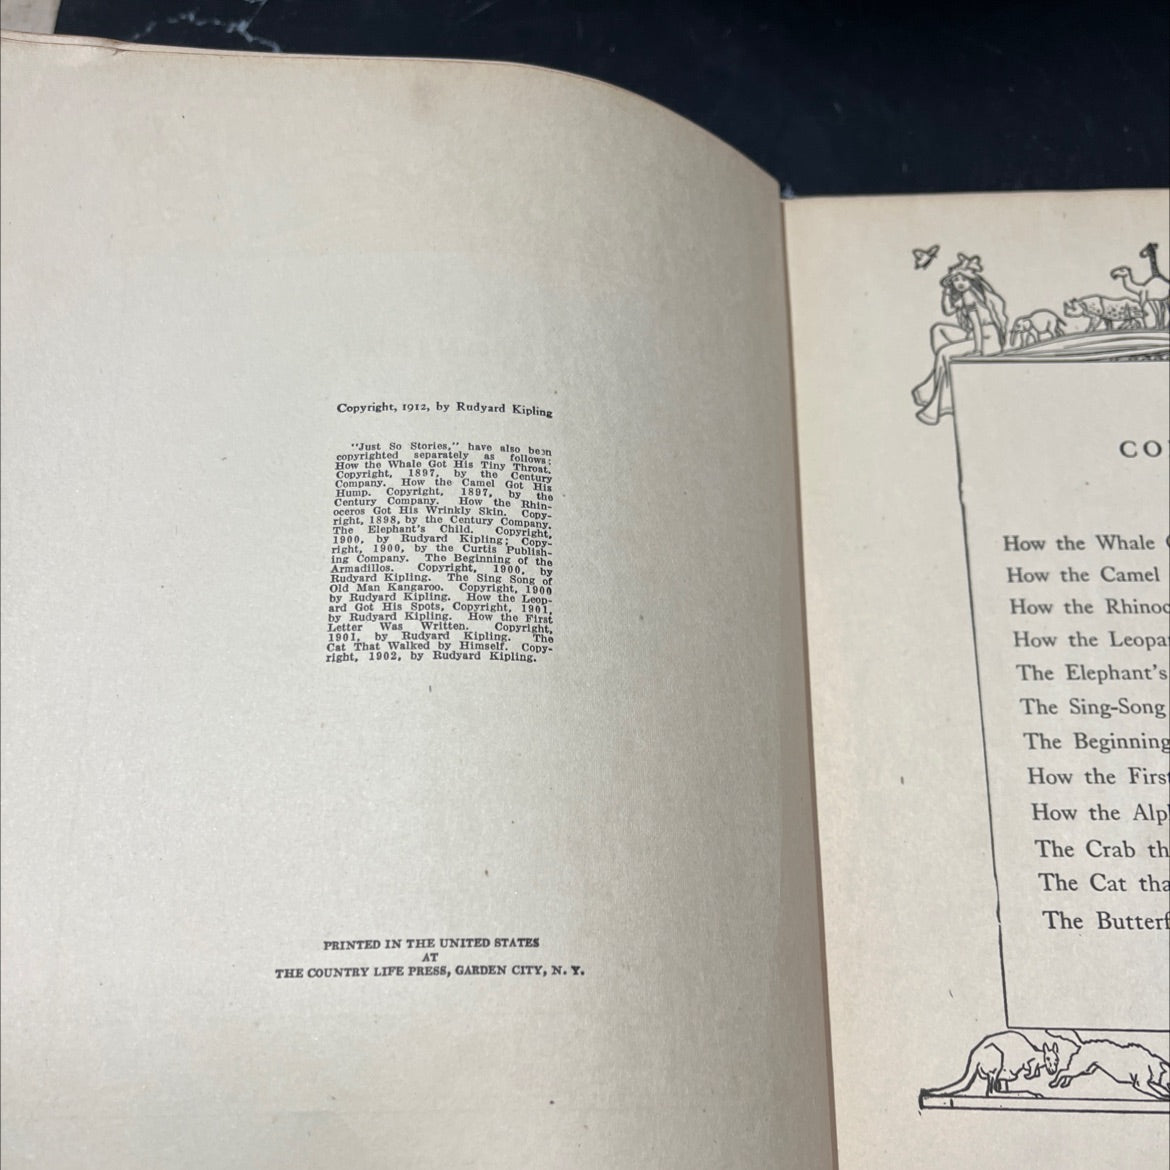 Copyright, 1912, by Rudyard Kipling
"Just So Stories," have also been
copyrighted separately as follows:
How the Whale Got His Tiny Throat.
Copyright, 1897, by the Century
Company. How the Camel Got His
Hump. Copyright, 1897, by the
Century Company. How the Rhin-
oceros Got His Wrinkly Skin. Copy-
right, 1898, by the Century Company.
The Elephant's Child. Copyright,
1900, by Rudyard Kipling; Copy-
right, 1900, by the Curtis Publish-
ing Company. The Beginning of the
Armadillos. Copyright, 1900, by
Rudyard Kipling. The Sing Song of
Old Man Kangaroo. Copyright, 1900
by Rudyard Kipling. How the Leop-
ard Got His Spots, Copyright, 1901,
by Rudyard Kipling. How the First
Letter Was Written. Copyright,
1901, by Rudyard Kipling. The
Cat That Walked by Himself. Copy-
right, 1902, by Rudyard Kipling.
PRINTED IN THE UNITED STATES
AT
THE COUNTRY LIFE PRESS, GARDEN CITY, N. Y.
CO
How the Whale
How the Camel
How the Rhinoc
How the Leopa
The Elephant's
The Sing-Song
The Beginning
How the First
How the Alp
The Crab th
The Cat tha
The Butterf